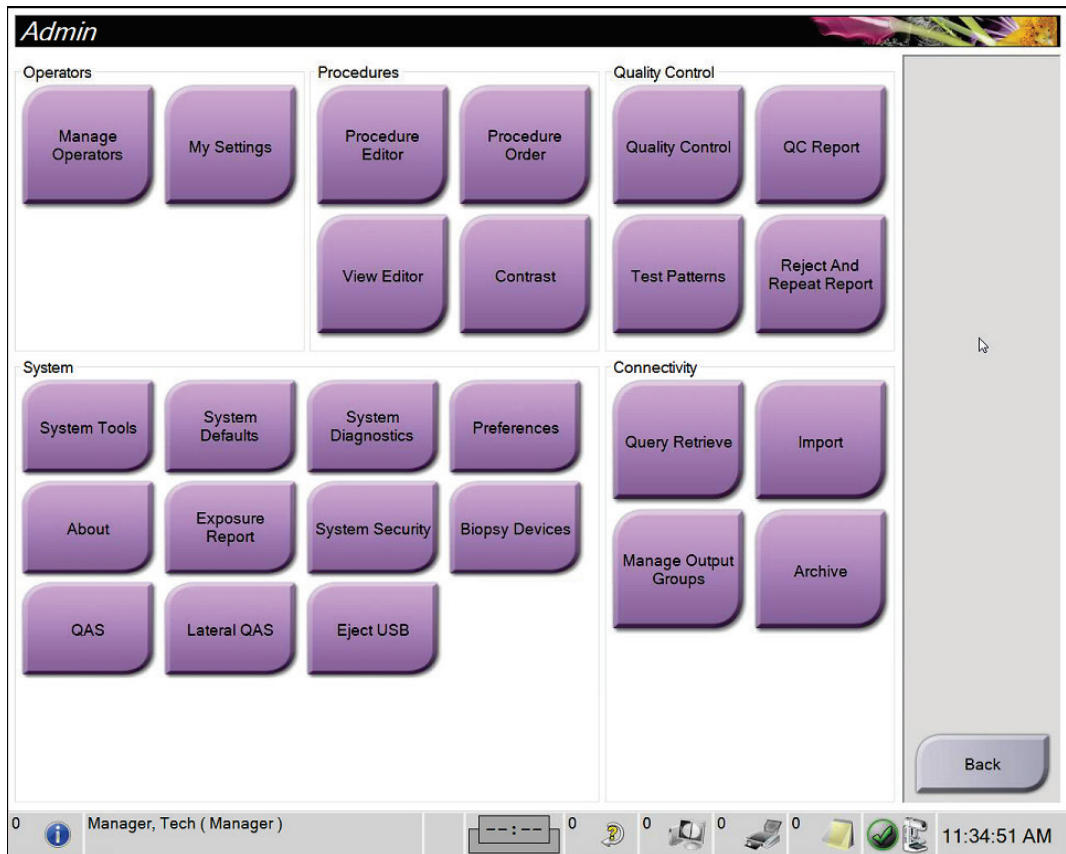 Admin
Operators
Manage
Operators
My Settings
Procedures
Procedure
Editor
Procedure
Order
View Editor
Contrast
Quality Control
Quality Control
QC Report
Test Patterns
Reject And
Repeat Report
System
System Tools
System
Defaults
System
Diagnostics
Preferences
About
Exposure
Report
System Security
Biopsy Devices
QAS
Lateral QAS
Eject USB
Connectivity
Query Retrieve
Import
Manage Output
Groups
Archive
Back
0
Manager, Tech ( Manager )
--:--
0
0
0
0
11:34:51 AM